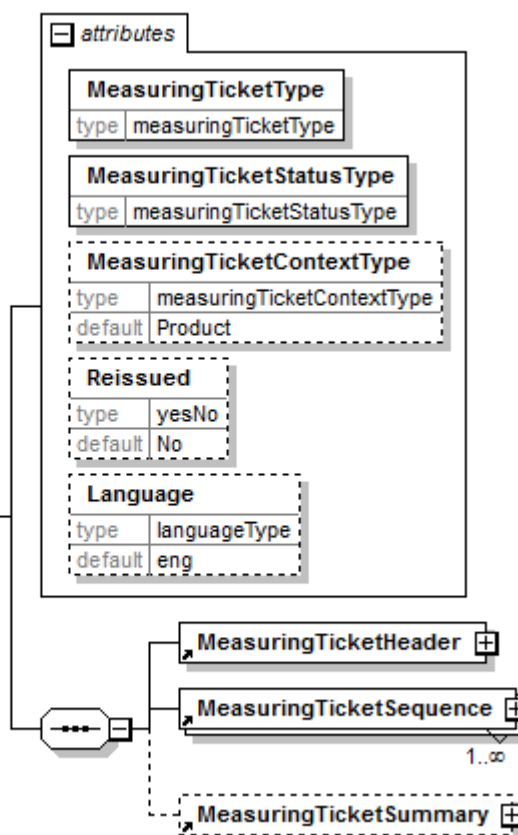 attributes
MeasuringTicketType
type measuringTicketType
MeasuringTicketStatusType
type measuringTicketStatusType
MeasuringTicketContextType
type measuringTicketContextType
default Product
Reissued
type yesNo
default No
Language
type languageType
default eng
MeasuringTicketHeader
MeasuringTicketSequence
1..∞
MeasuringTicketSummary